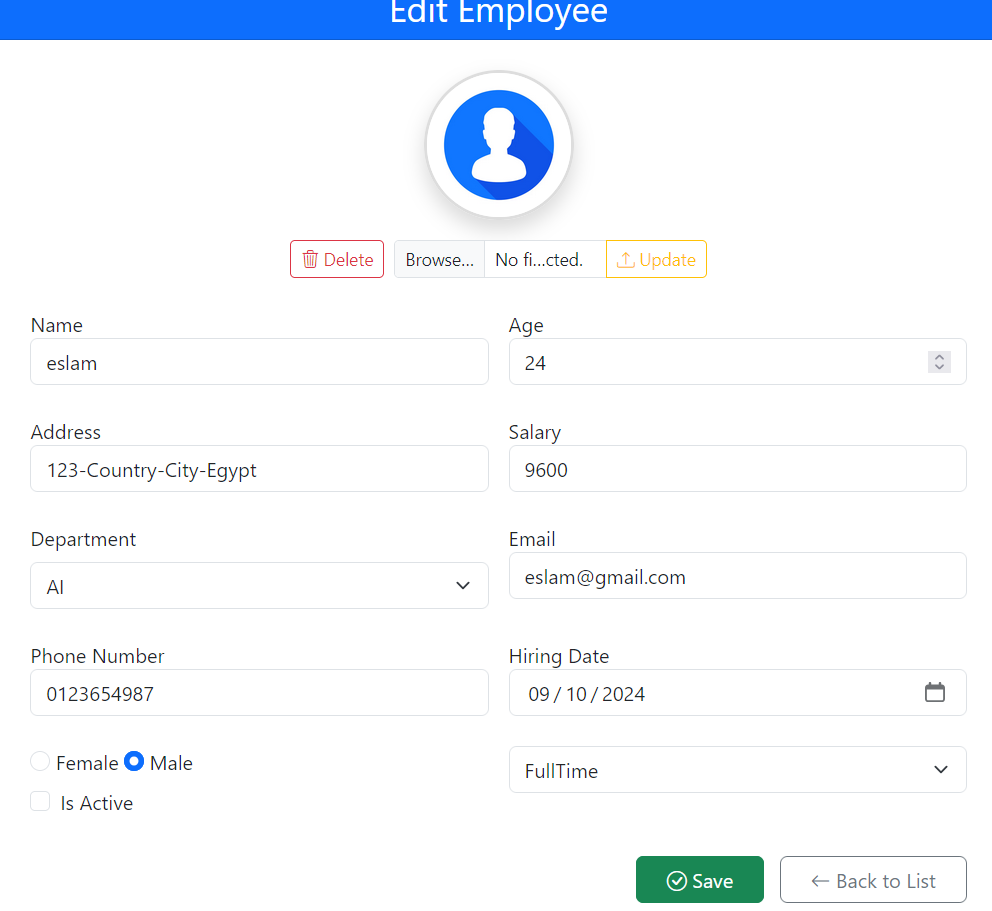 Edit Employee
Delete Browse... No fi...cted. Update
Name
eslam
Age
24
Address
123-Country-City-Egypt
Salary
9600
Department
AI
Email
eslam@gmail.com
Phone Number
0123654987
Hiring Date
09 / 10 / 2024
Female Male
Is Active
FullTime
Save
Back to List